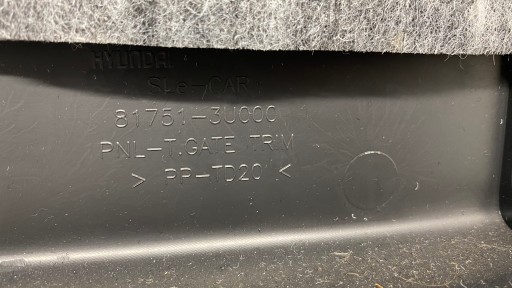 HYUNDAI
81751-3U000
PNL-T.GATE TRIM
> PP-TD20 <